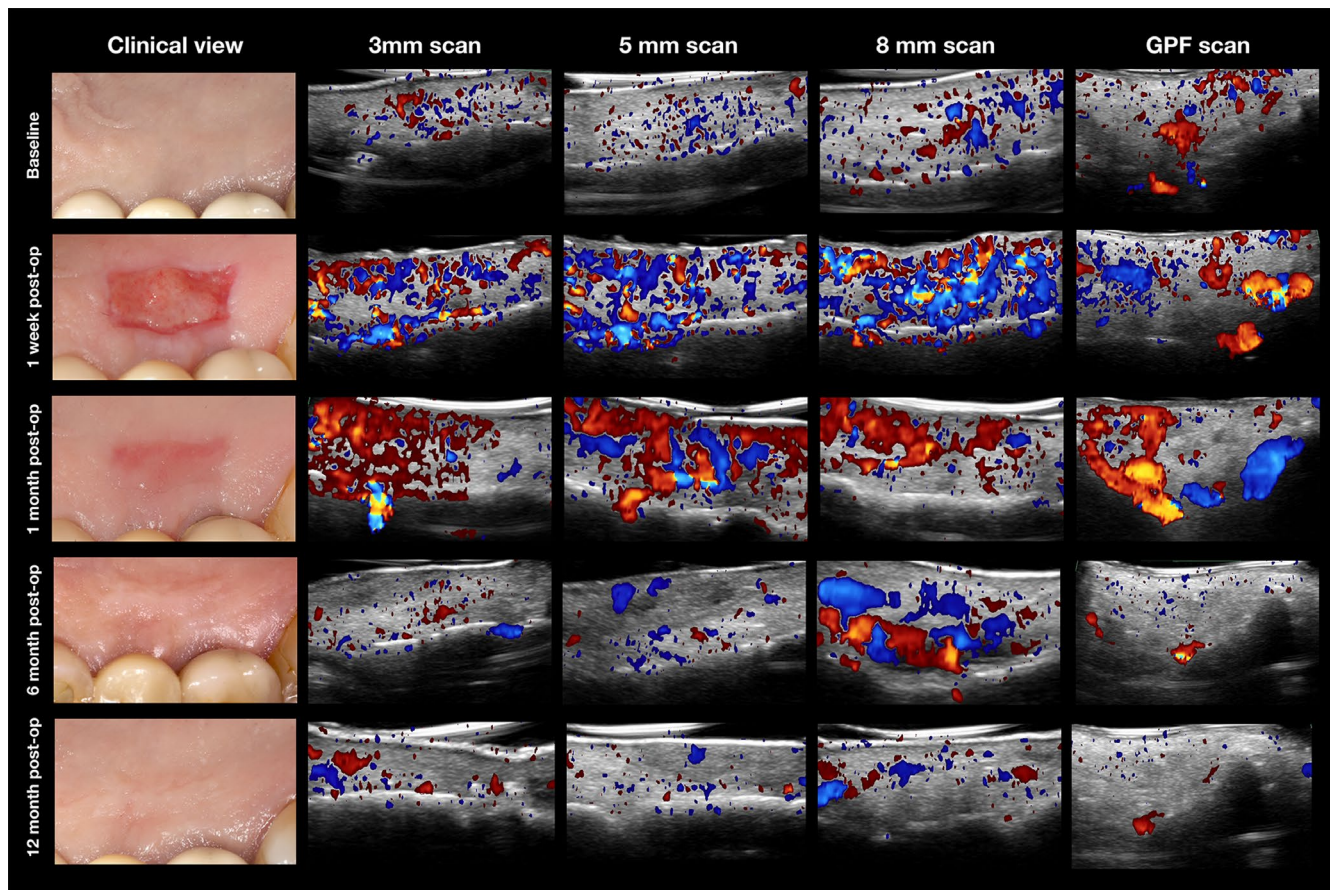 Clinical view
3mm scan
5 mm scan
8 mm scan
GPF scan
Baseline
1 week post-op
1 month post-op
6 month post-op
12 month post-op